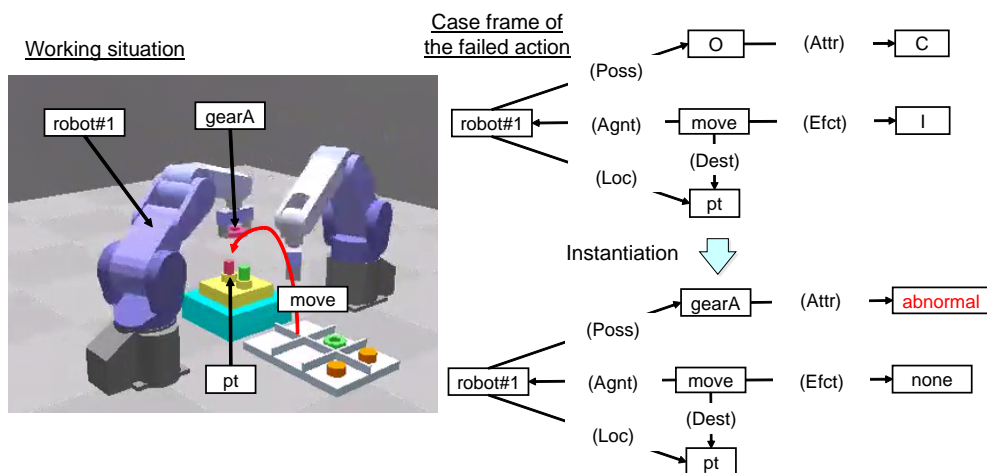 Working situation
robot#1
gearA
move
pt
Case frame of
the failed action
O
(Attr)
C
(Poss)
robot#1
(Agnt)
move
(Efct)
I
(Dest)
(Loc)
pt
Instantiation
gearA
(Attr)
abnormal
(Poss)
robot#1
(Agnt)
move
(Efct)
none
(Dest)
(Loc)
pt